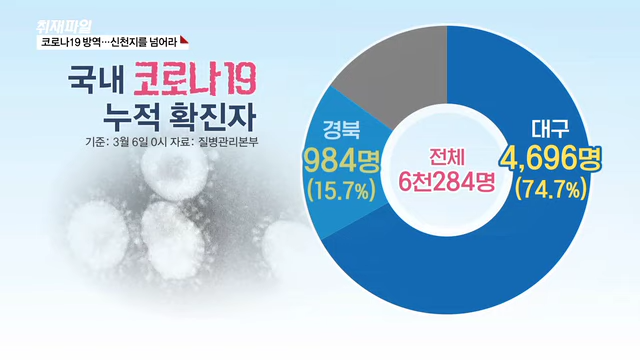 취재파일
코로나19 방역…신천지를 넘어라
국내 코로나19
누적 확진자
기준: 3월 6일 0시 자료: 질병관리본부
경북
984명
(15.7%)
전체
6천284명
대구
4,696명
(74.7%)